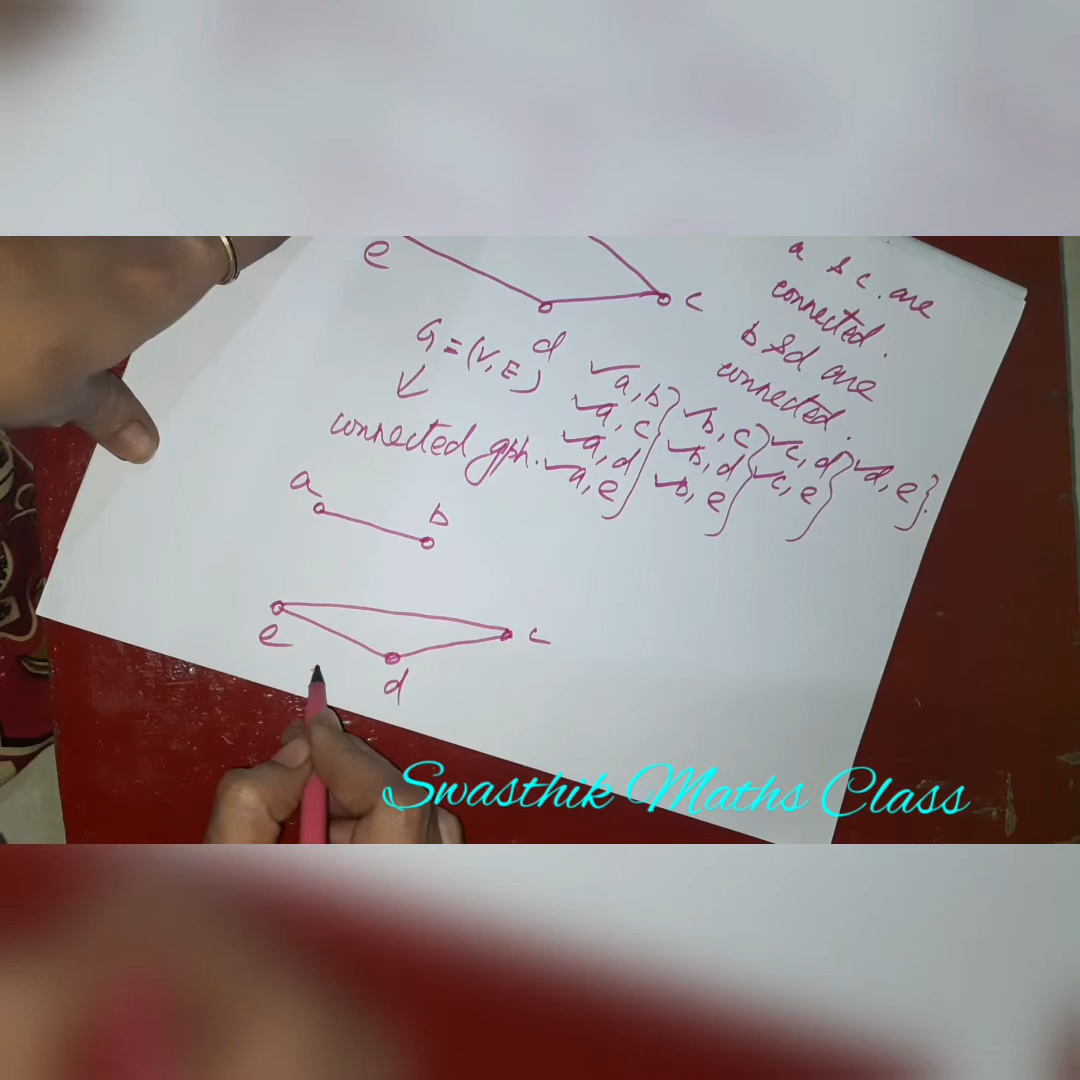 e
c
d
a & c are
connected.
b & d are
connected.
G = (V, E)
connected gph.
✓a, b } ✓b, c } ✓c, d } ✓d, e }.
✓a, c ✓b, d ✓c, e
✓a, d ✓b, e
✓a, e
a
b
e
c
d
Swasthik Maths Class